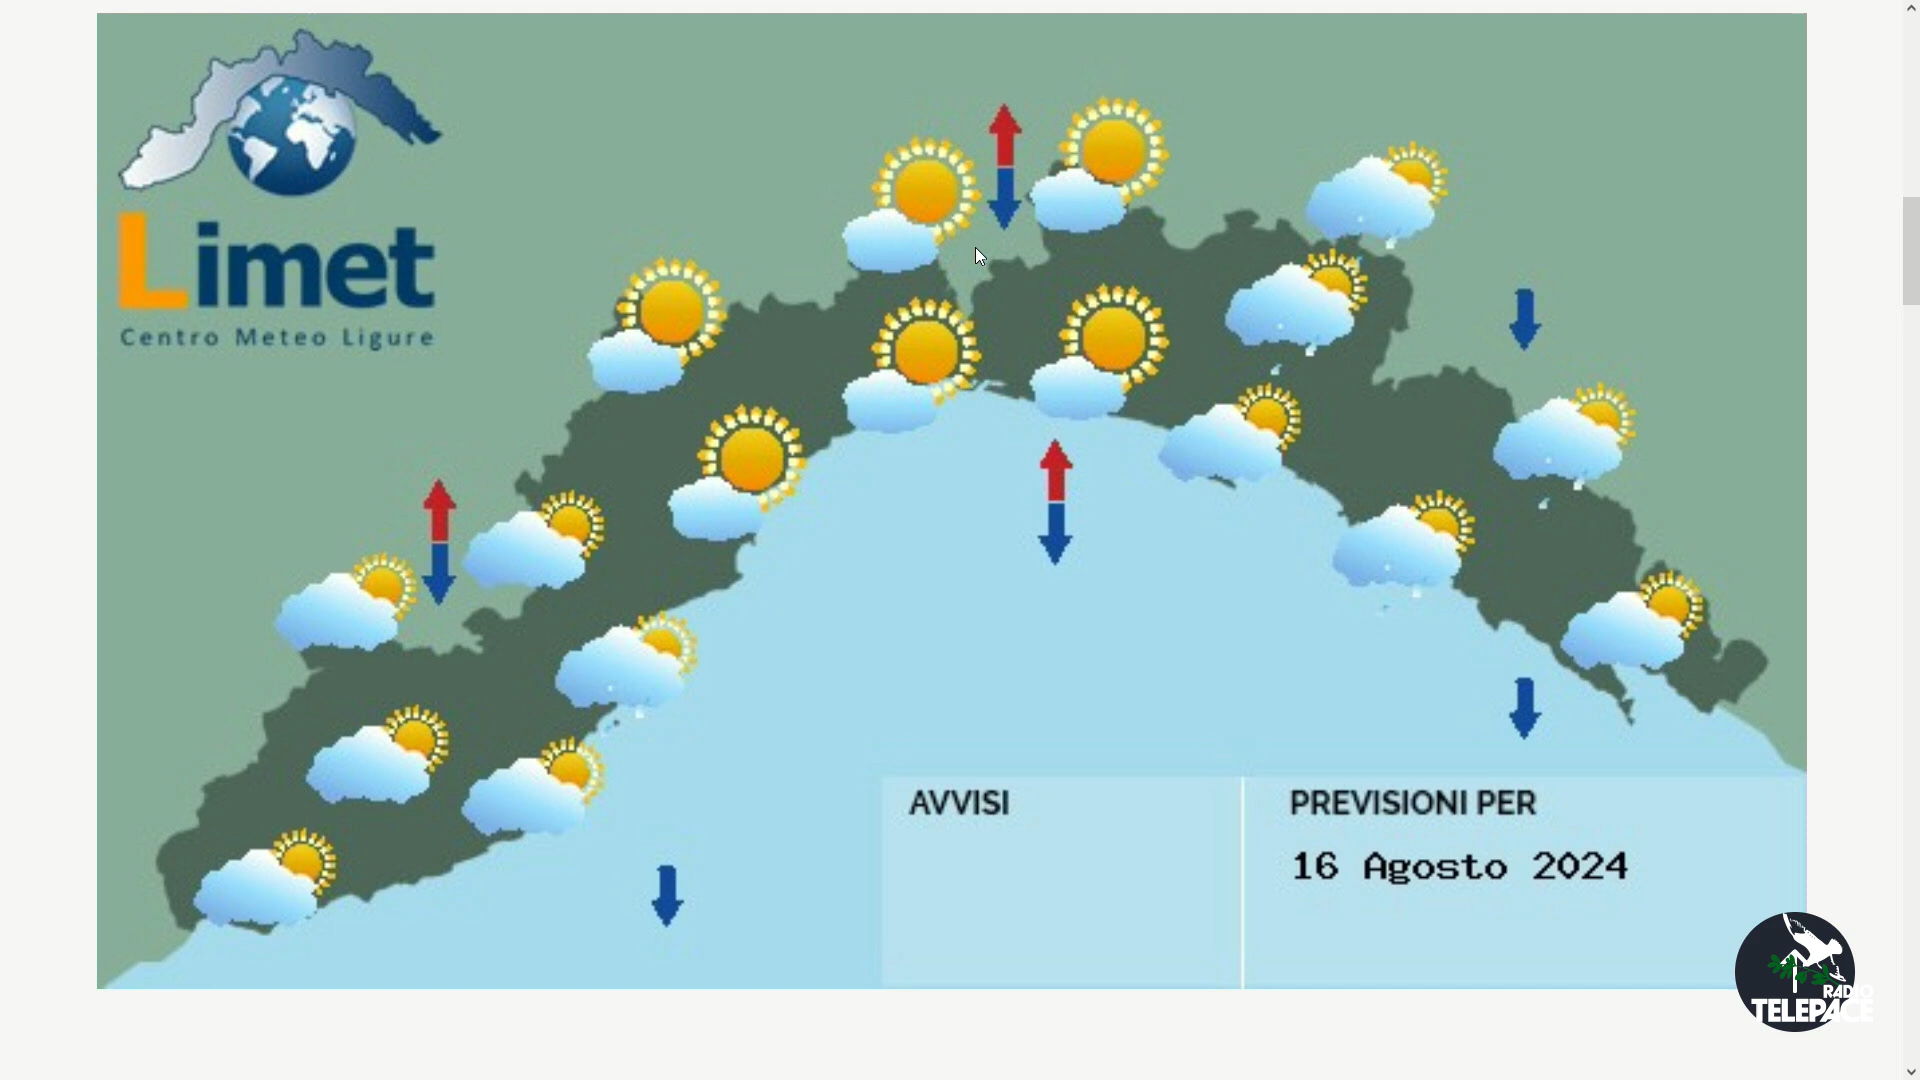 Limet
Centro Meteo Ligure
AVVISI
PREVISIONI PER
16 Agosto 2024
RADIO
TELEPACE